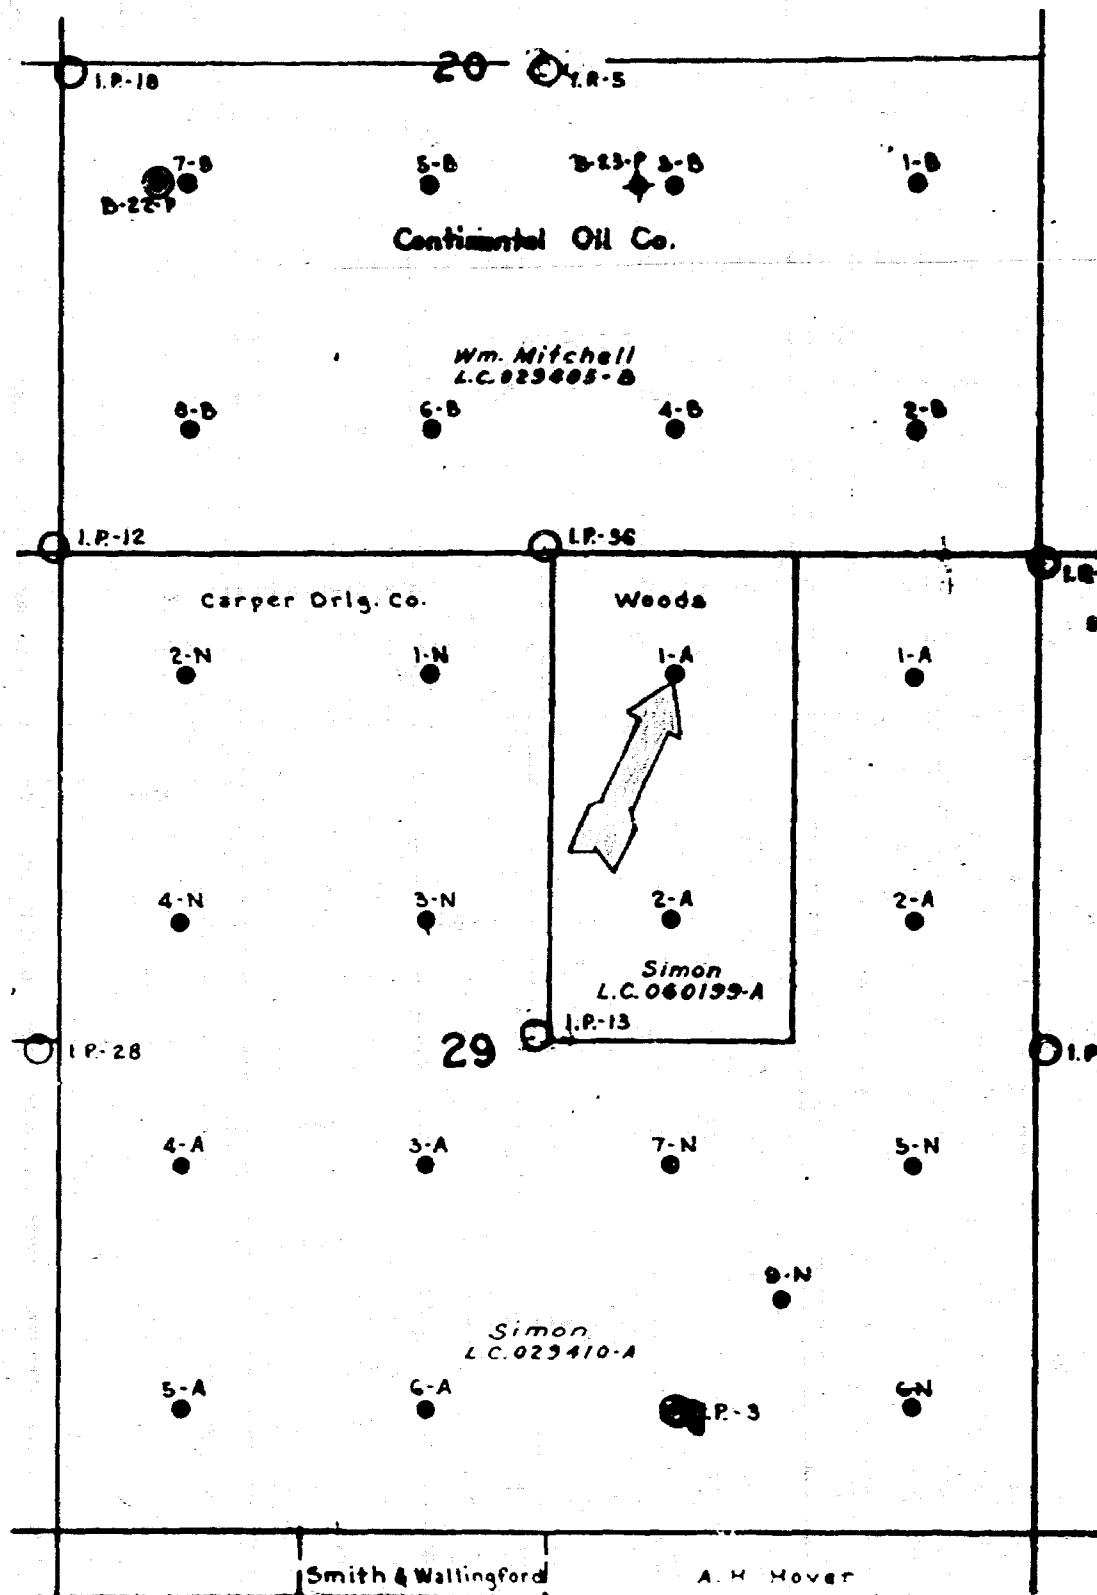 20
I.P.-18
I.P.-5
7-B
5-B
B-23-P
3-B
1-B
B-22-P
Continental Oil Co.
Wm. Mitchell
L.C. 029405-B
8-B
6-B
4-B
2-B
I.P.-12
I.P.-36
Carper Drlg. Co.
Woods
2-N
1-N
1-A
1-A
4-N
3-N
2-A
2-A
Simon
L.C. 060199-A
I.P.-13
I.P.-28
29
I.P
4-A
3-A
7-N
5-N
9-N
Simon
L.C. 029410-A
5-A
6-A
I.P.-3
6-N
Smith & Wallingford
A. H Hover